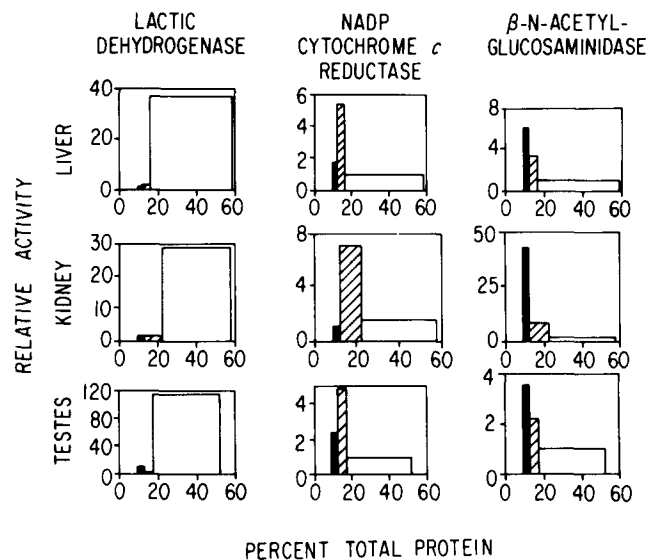 LACTIC
DEHYDROGENASE
NADP
CYTOCHROME c
REDUCTASE
β-N-ACETYL-
GLUCOSAMINIDASE
RELATIVE ACTIVITY
LIVER
40
20
0
0 20 40 60
6
4
2
0
0 20 40 60
8
4
0
0 20 40 60
KIDNEY
30
20
10
0
0 20 40 60
8
4
0
0 20 40 60
50
25
0
0 20 40 60
TESTES
120
80
40
0
0 20 40 60
4
2
0
0 20 40 60
4
2
0
0 20 40 60
PERCENT TOTAL PROTEIN